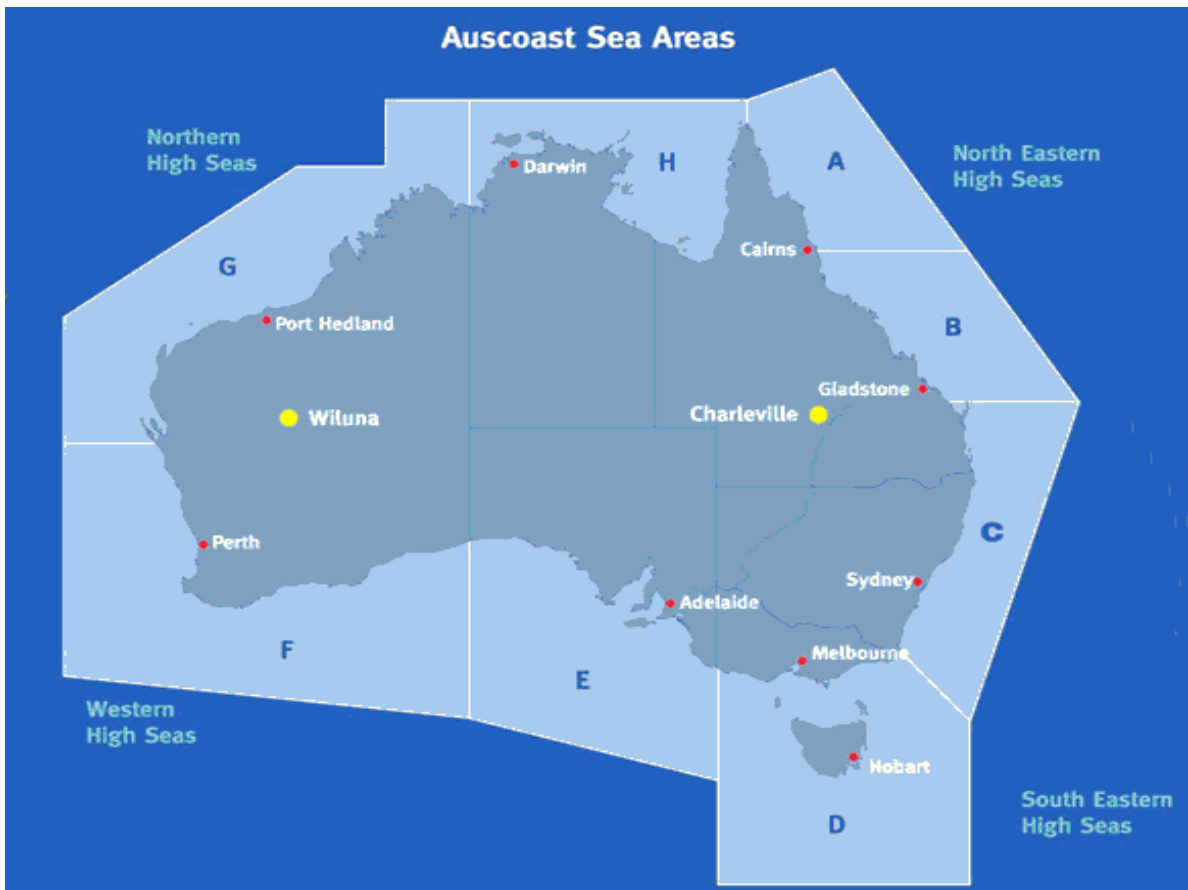 Auscoast Sea Areas
Northern
High Seas
H
A
North Eastern
High Seas
Darwin
Cairns
G
Port Hedland
B
Gladstone
Wiluna
Charleville
C
Perth
Sydney
Adelaide
F
Melbourne
E
Western
High Seas
Hobart
South Eastern
High Seas
D